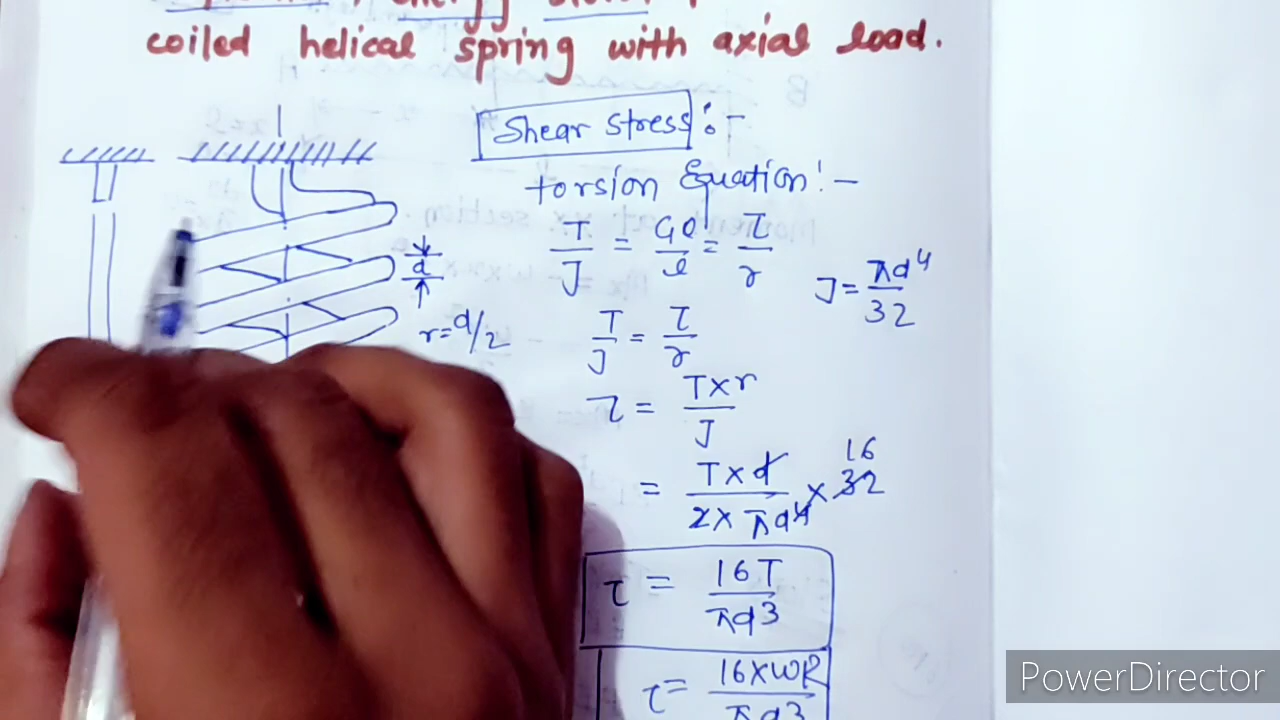 coiled helical spring with axial load.
Shear stress :-
torsion Equation :-
T/J = Gθ/l = τ/r
J = πd⁴/32
d
r = d/2
T/J = τ/r
τ = T×r/J
= T×d/2×πd⁴ × 32 16
τ = 16T/πd³
τ = 16×WR/πd³
PowerDirector